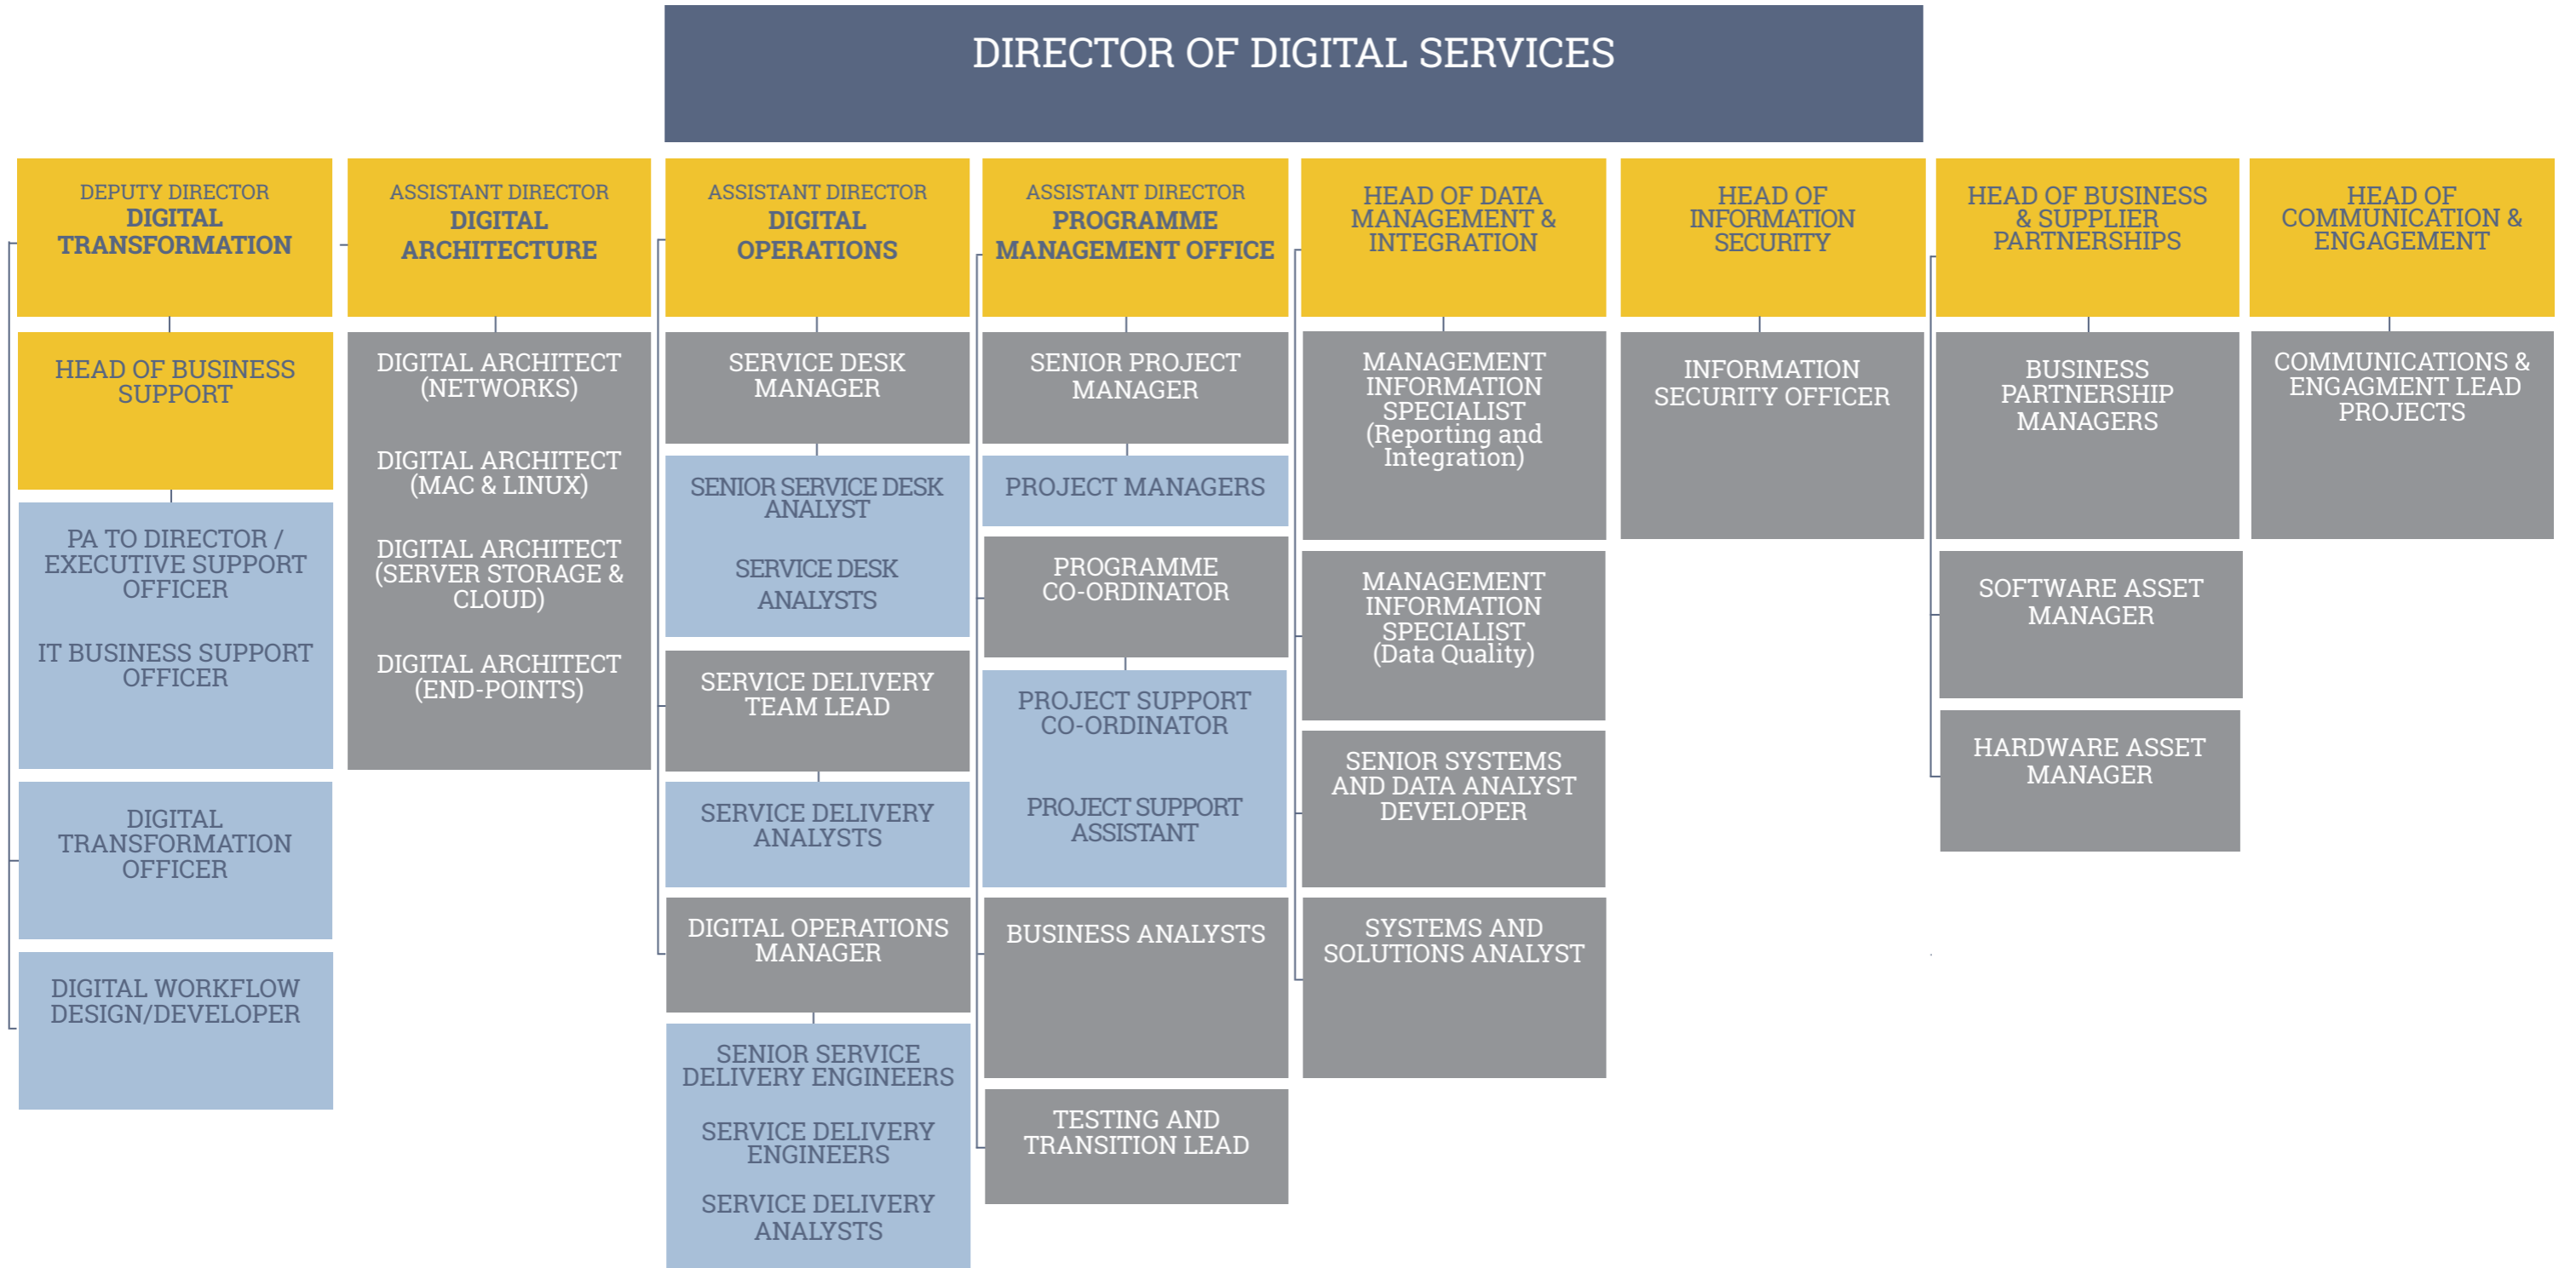 DIRECTOR OF DIGITAL SERVICES
DEPUTY DIRECTOR
DIGITAL
TRANSFORMATION
HEAD OF BUSINESS
SUPPORT
PA TO DIRECTOR /
EXECUTIVE SUPPORT
OFFICER
IT BUSINESS SUPPORT
OFFICER
DIGITAL
TRANSFORMATION
OFFICER
DIGITAL WORKFLOW
DESIGN/DEVELOPER
ASSISTANT DIRECTOR
DIGITAL
ARCHITECTURE
DIGITAL ARCHITECT
(NETWORKS)
DIGITAL ARCHITECT
(MAC & LINUX)
DIGITAL ARCHITECT
(SERVER STORAGE &
CLOUD)
DIGITAL ARCHITECT
(END-POINTS)
ASSISTANT DIRECTOR
DIGITAL
OPERATIONS
SERVICE DESK
MANAGER
SENIOR SERVICE DESK
ANALYST
SERVICE DESK
ANALYSTS
SERVICE DELIVERY
TEAM LEAD
SERVICE DELIVERY
ANALYSTS
DIGITAL OPERATIONS
MANAGER
SENIOR SERVICE
DELIVERY ENGINEERS
SERVICE DELIVERY
ENGINEERS
SERVICE DELIVERY
ANALYSTS
ASSISTANT DIRECTOR
PROGRAMME
MANAGEMENT OFFICE
SENIOR PROJECT
MANAGER
PROJECT MANAGERS
PROGRAMME
CO-ORDINATOR
PROJECT SUPPORT
CO-ORDINATOR
PROJECT SUPPORT
ASSISTANT
BUSINESS ANALYSTS
TESTING AND
TRANSITION LEAD
HEAD OF DATA
MANAGEMENT &
INTEGRATION
MANAGEMENT
INFORMATION
SPECIALIST
(Reporting and
Integration)
MANAGEMENT
INFORMATION
SPECIALIST
(Data Quality)
SENIOR SYSTEMS
AND DATA ANALYST
DEVELOPER
SYSTEMS AND
SOLUTIONS ANALYST
HEAD OF
INFORMATION
SECURITY
INFORMATION
SECURITY OFFICER
HEAD OF BUSINESS
& SUPPLIER
PARTNERSHIPS
BUSINESS
PARTNERSHIP
MANAGERS
SOFTWARE ASSET
MANAGER
HARDWARE ASSET
MANAGER
HEAD OF
COMMUNICATION &
ENGAGEMENT
COMMUNICATIONS &
ENGAGMENT LEAD
PROJECTS